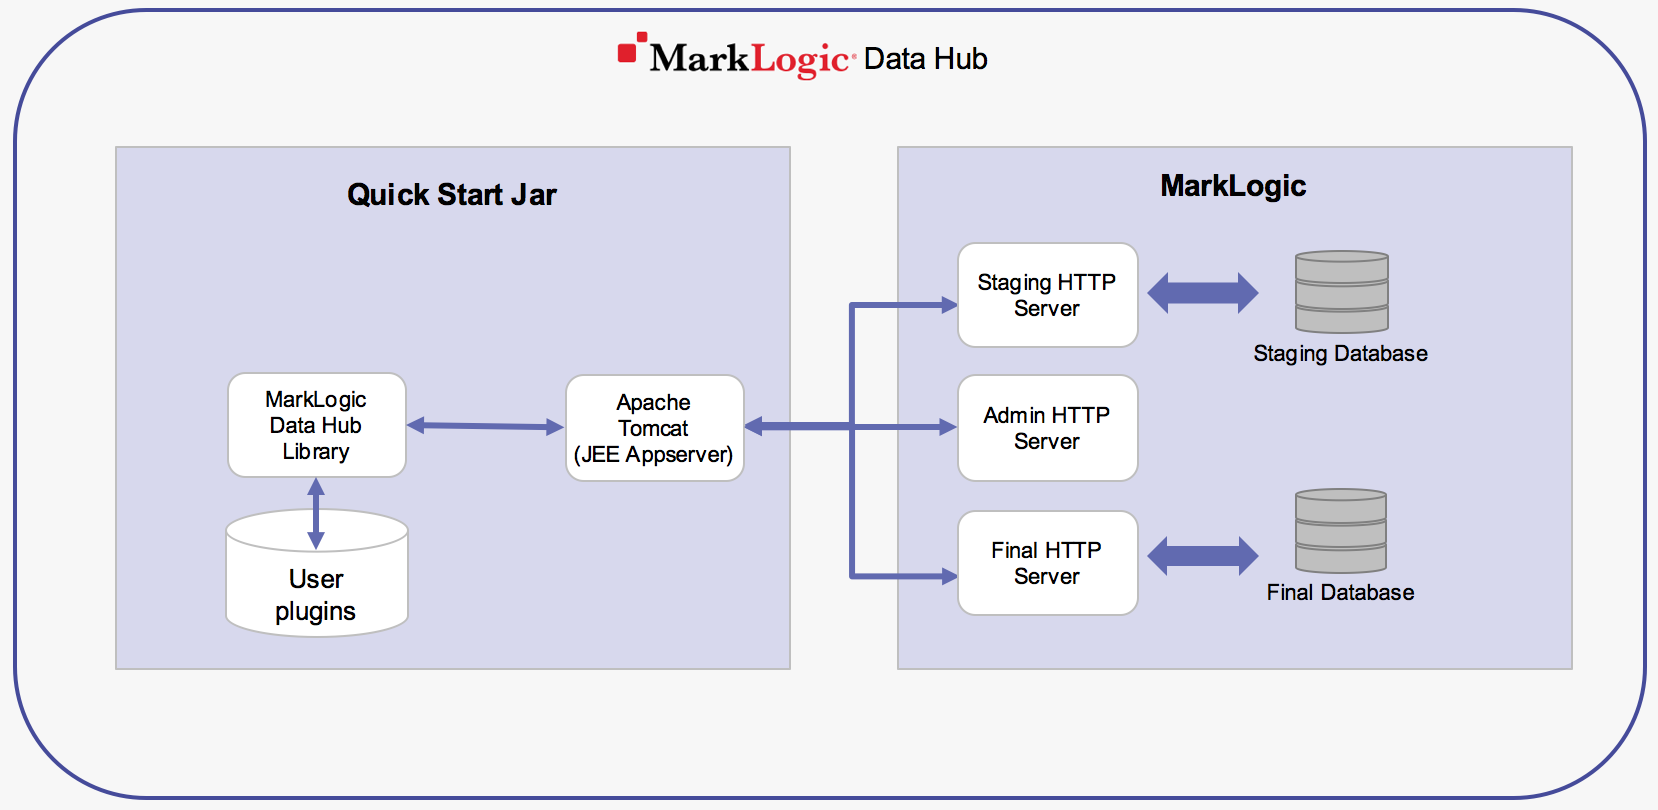 MarkLogic® Data Hub
Quick Start Jar
MarkLogic
Staging HTTP
Server
Staging Database
MarkLogic
Data Hub
Library
Apache
Tomcat
(JEE Appserver)
Admin HTTP
Server
User
plugins
Final HTTP
Server
Final Database